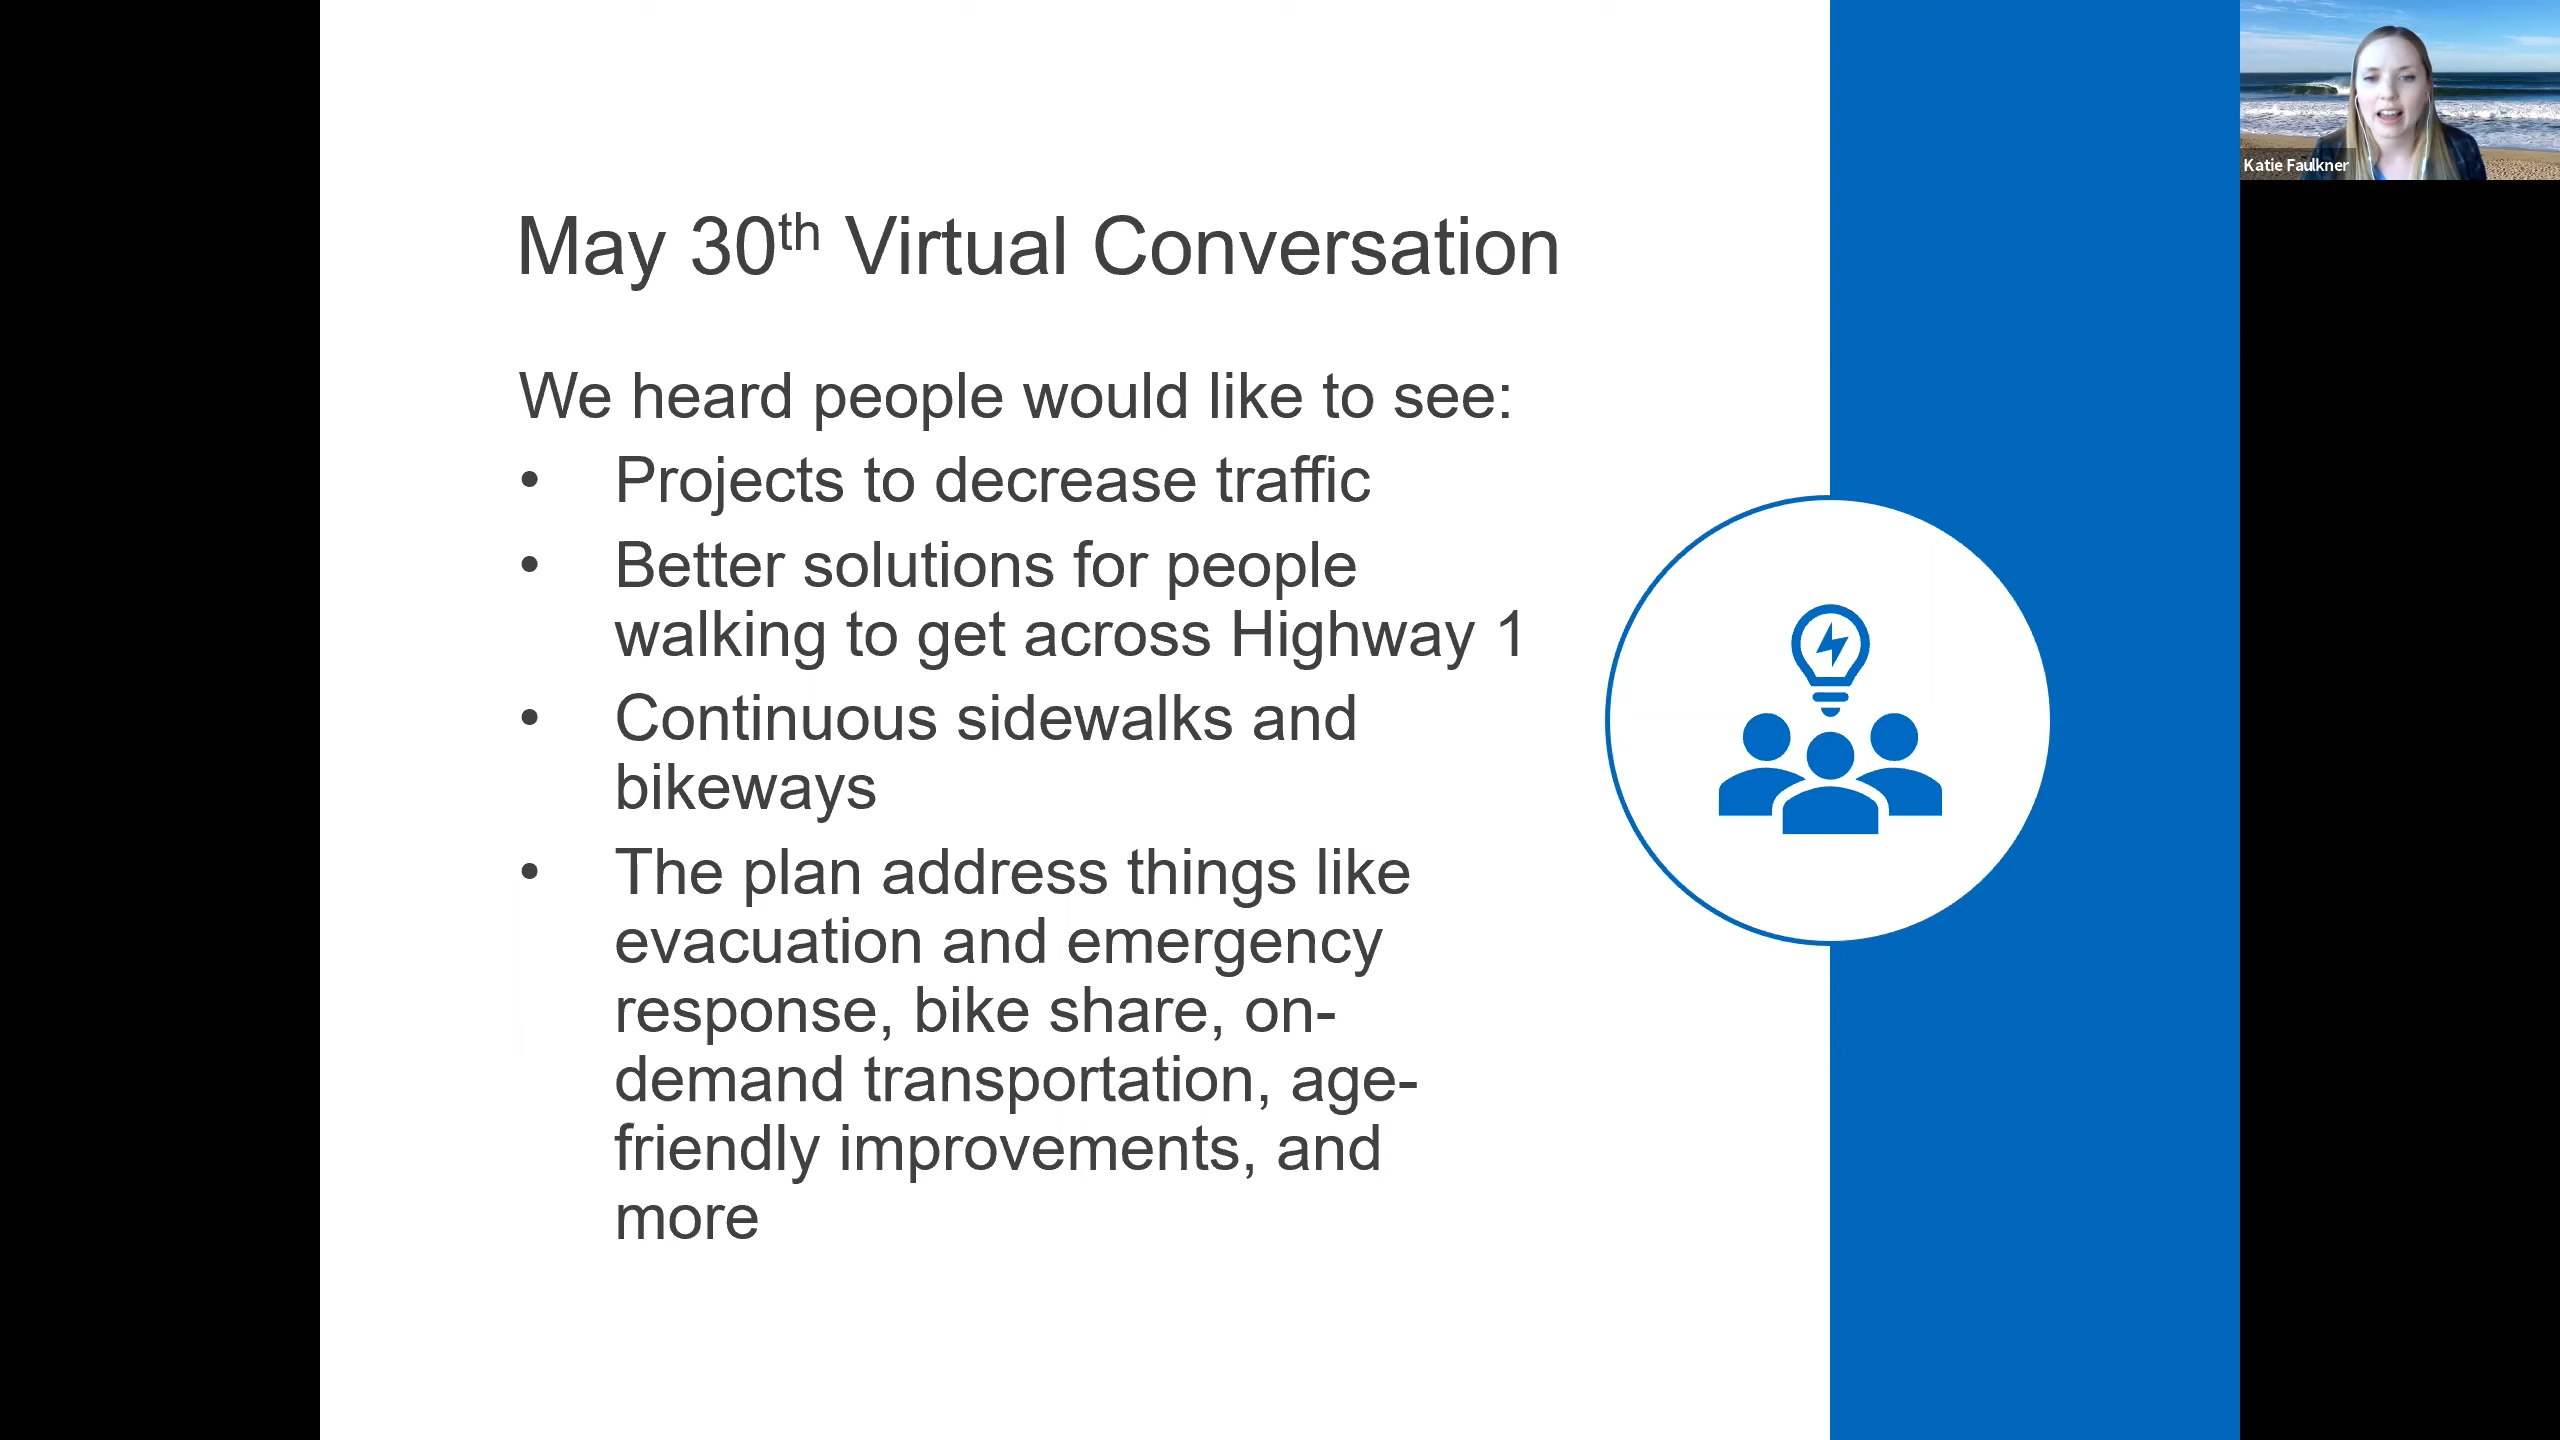 May 30th Virtual Conversation
We heard people would like to see:
• Projects to decrease traffic
• Better solutions for people
walking to get across Highway 1
• Continuous sidewalks and
bikeways
• The plan address things like
evacuation and emergency
response, bike share, on-
demand transportation, age-
friendly improvements, and
more
Katie Faulkner